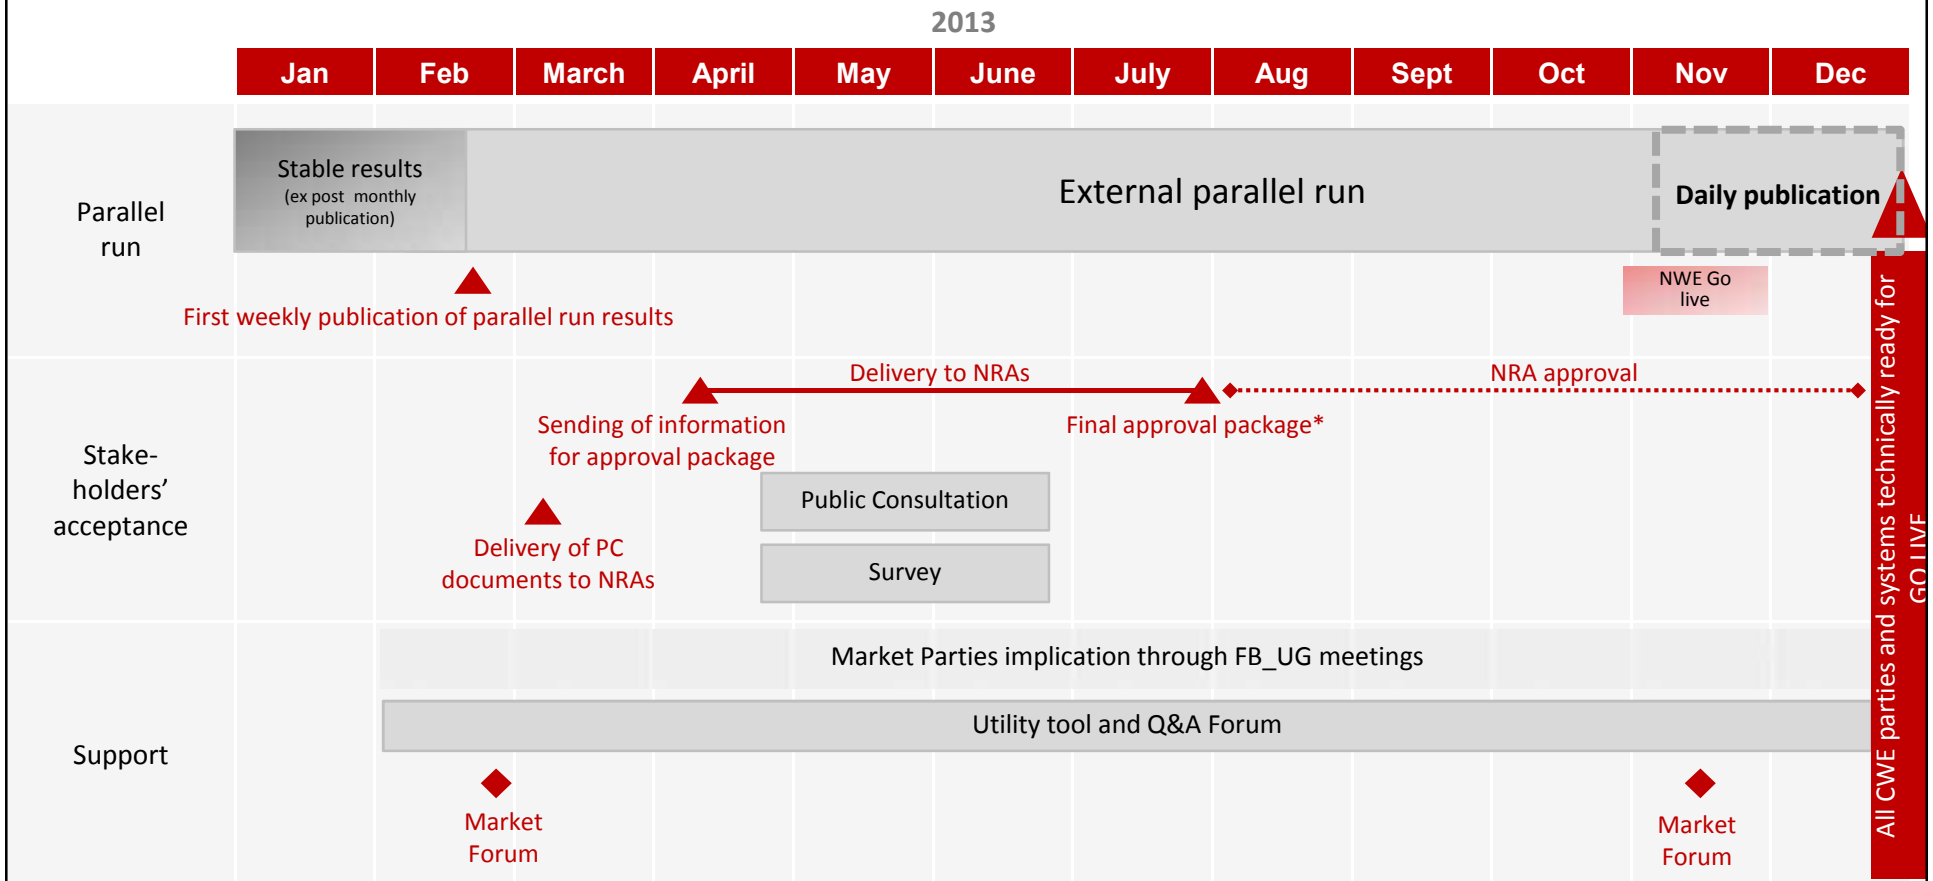 2013
Jan Feb March April May June July Aug Sept Oct Nov Dec
Parallel
run
Stable results
(ex post monthly
publication)
External parallel run
Daily publication
NWE Go
live
First weekly publication of parallel run results
Stake-
holders’
acceptance
Delivery to NRAs
NRA approval
Sending of information
for approval package
Final approval package*
Public Consultation
Delivery of PC
documents to NRAs
Survey
Support
Market Parties implication through FB_UG meetings
Utility tool and Q&A Forum
Market
Forum
Market
Forum
All CWE parties and systems technically ready for
GO LIVE